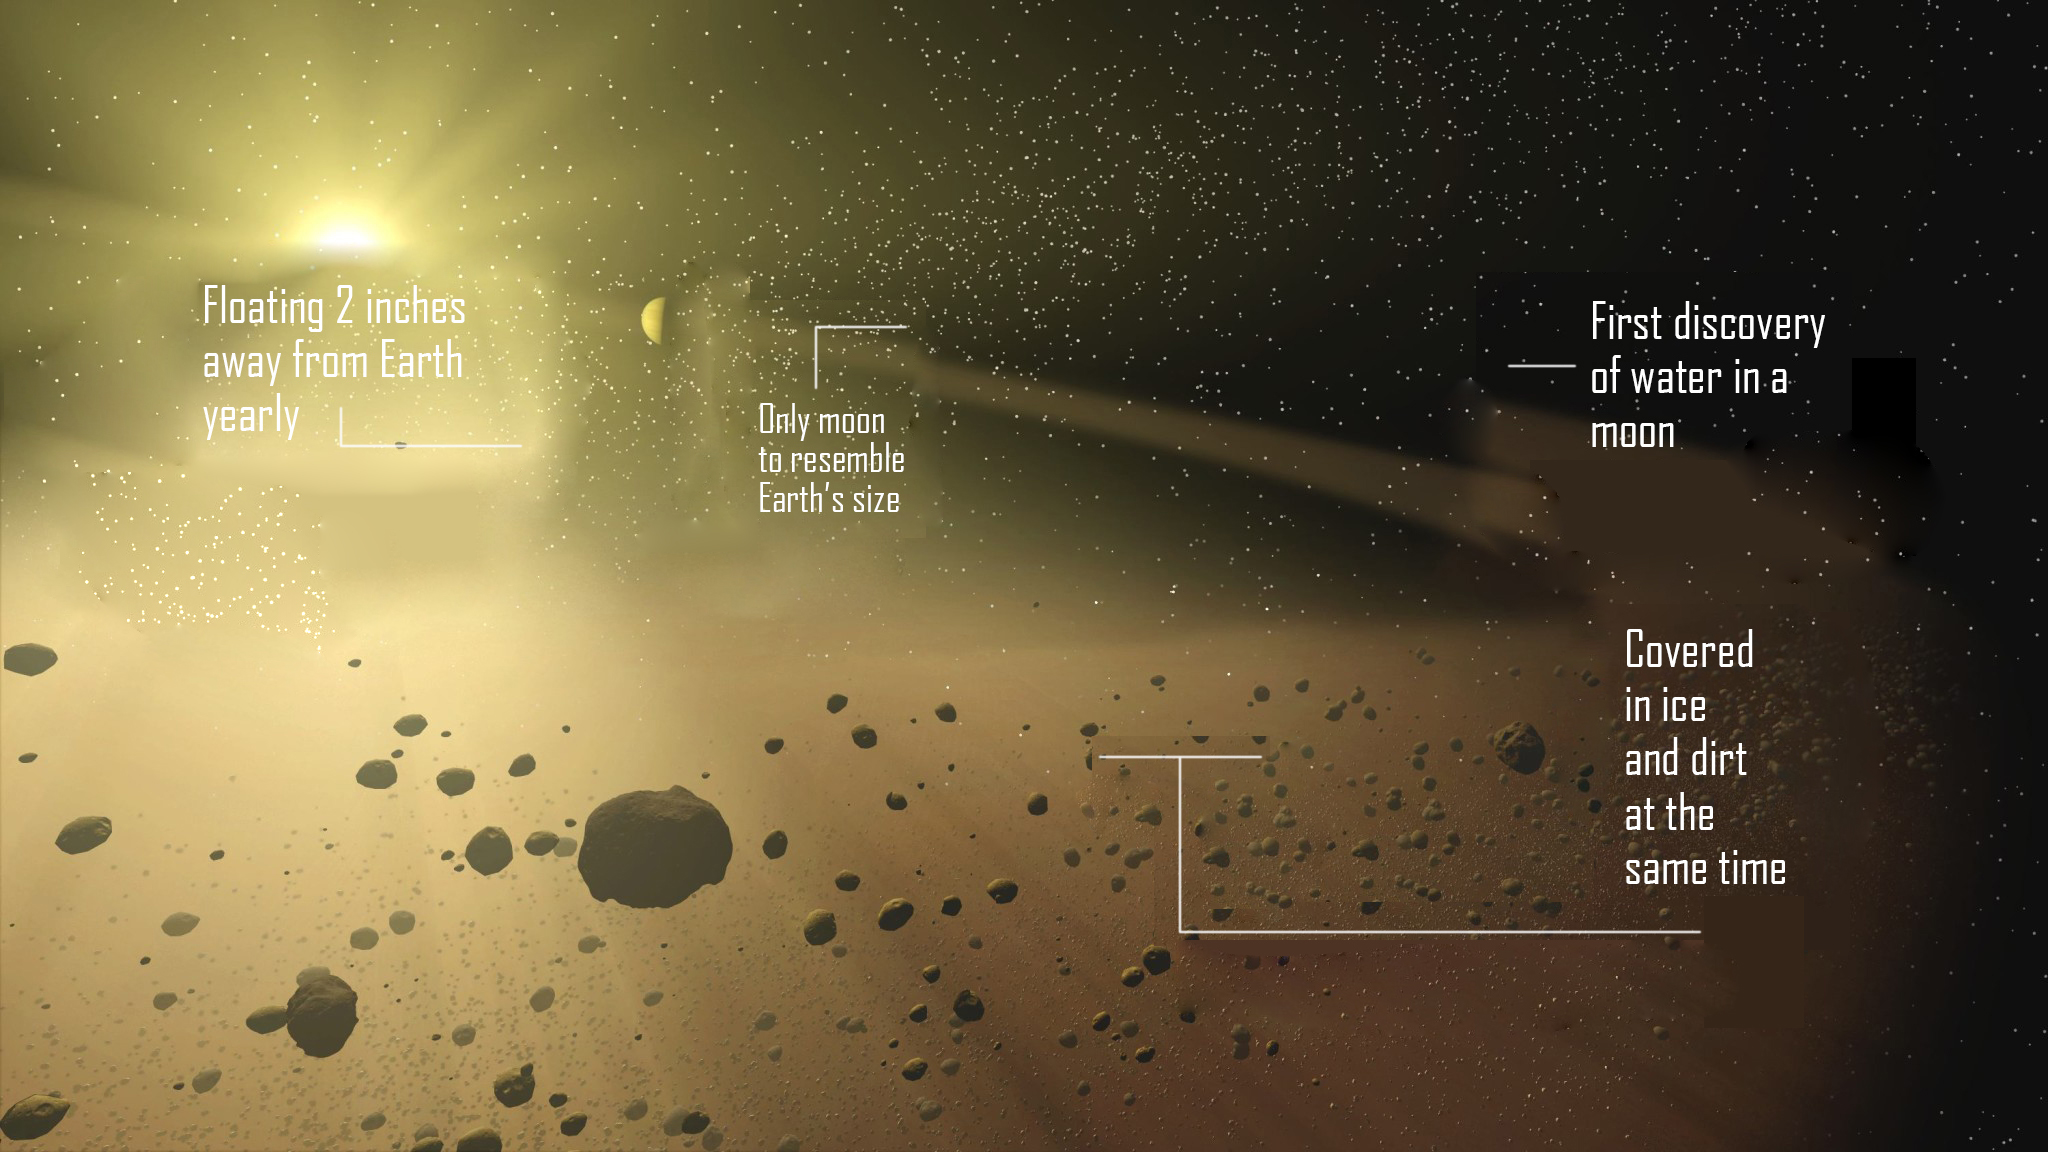 Floating 2 inches
away from Earth
yearly
Only moon
to resemble
Earth's size
First discovery
of water in a
moon
Covered
in ice
and dirt
at the
same time